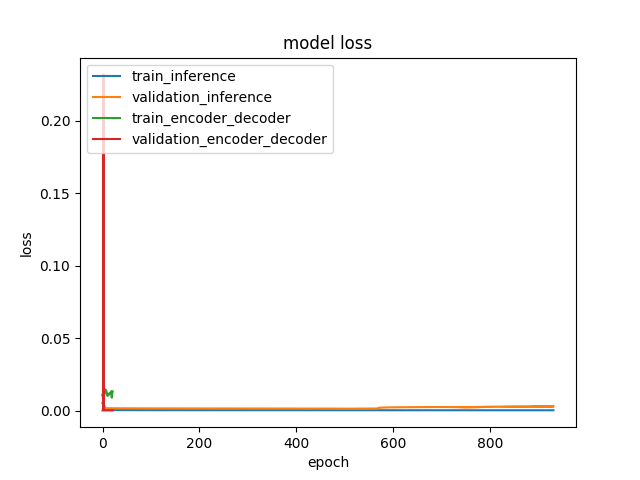 model loss
train_inference
validation_inference
train_encoder_decoder
validation_encoder_decoder
0.20
0.15
0.10
0.05
0.00
loss
0 200 400 600 800
epoch